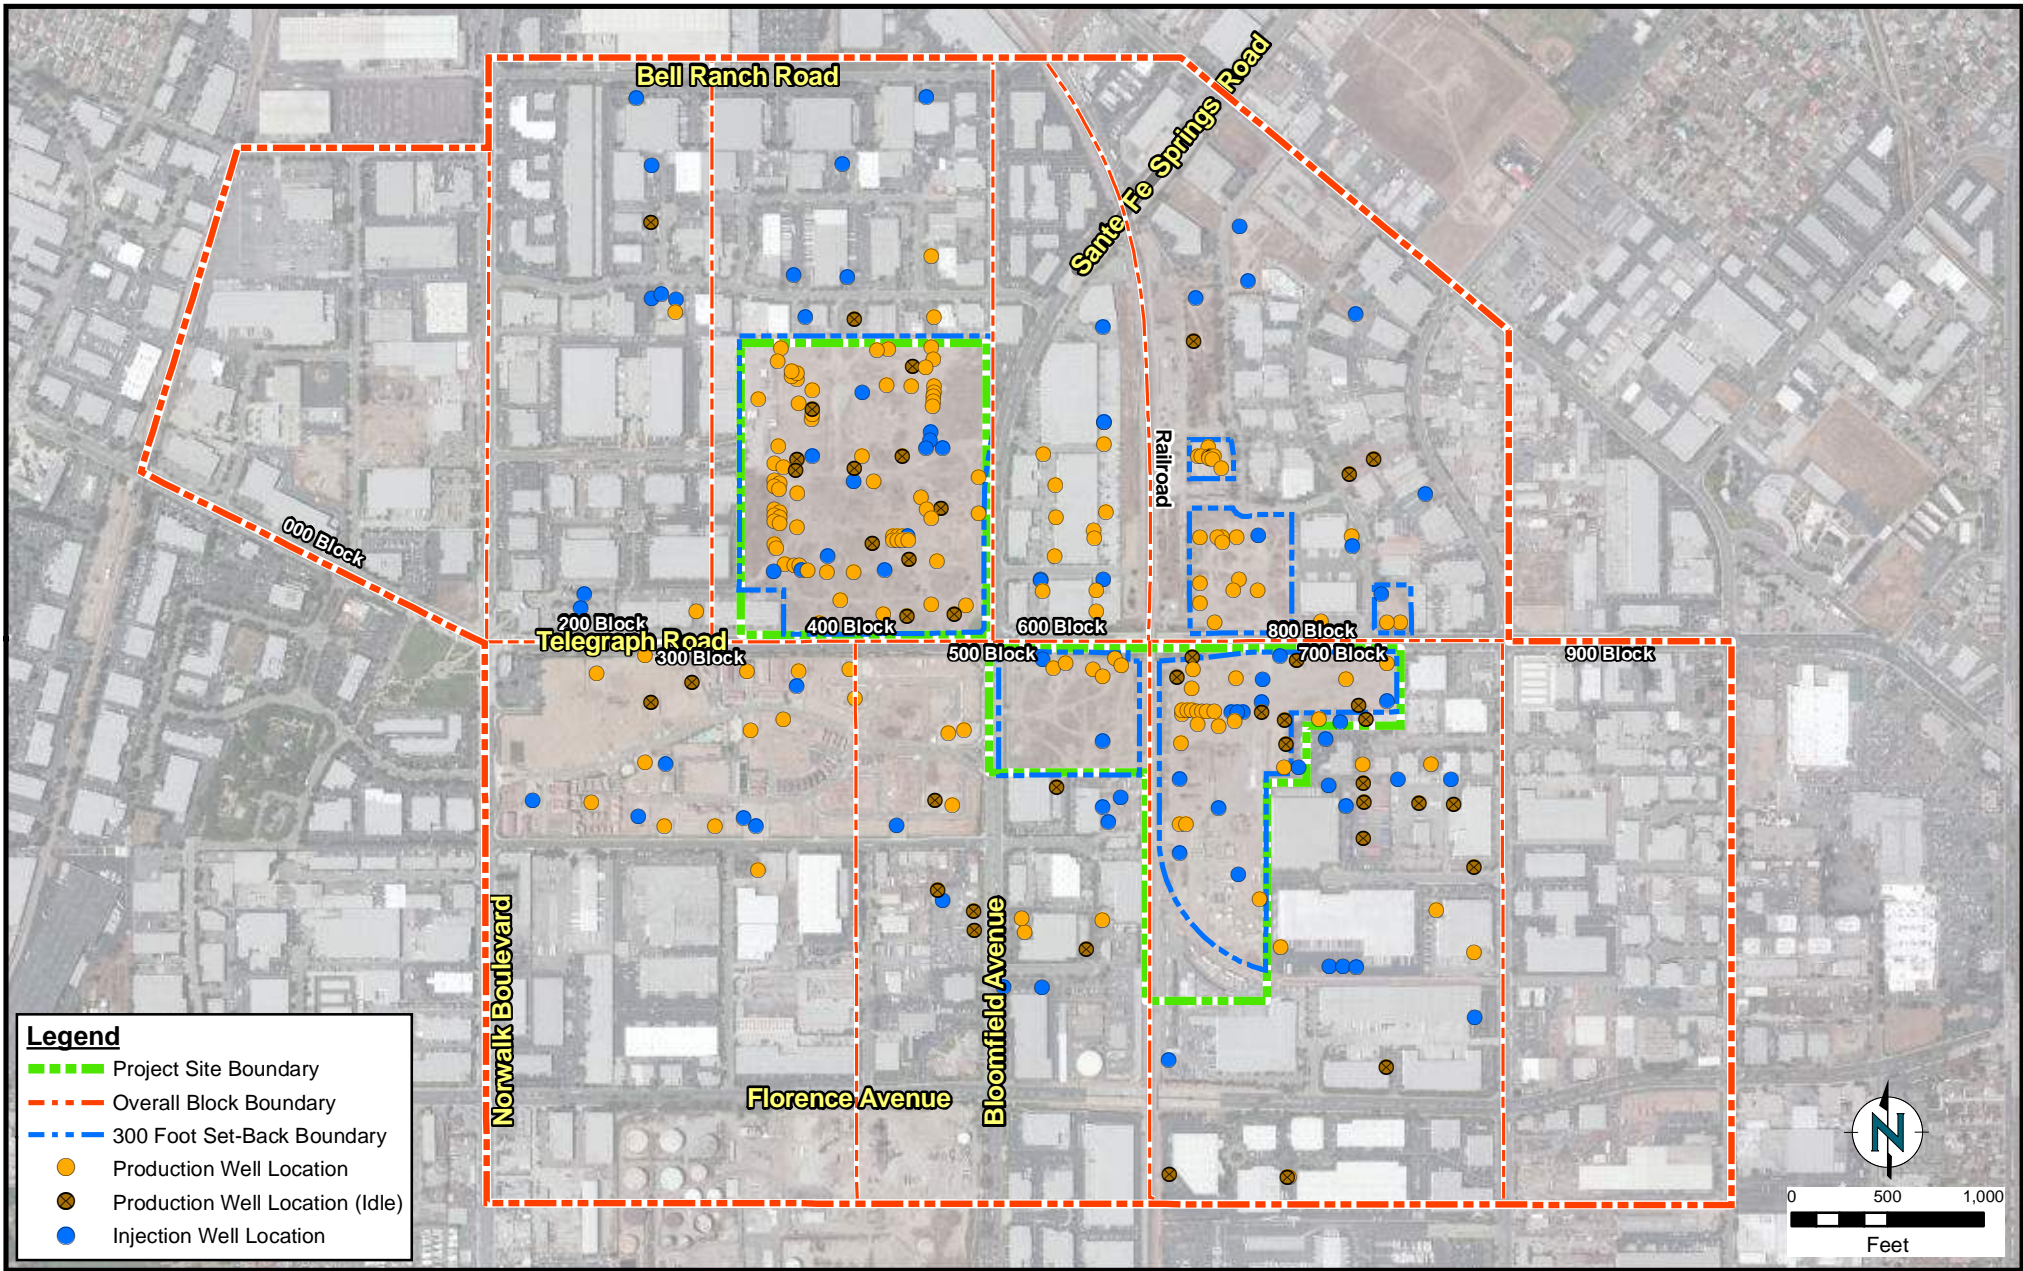 Bell Ranch Road
Sante Fe Springs Road
Railroad
000 Block
200 Block
400 Block
600 Block
800 Block
Telegraph Road
300 Block
500 Block
700 Block
900 Block
Norwalk Boulevard
Bloomfield Avenue
Florence Avenue
Legend
Project Site Boundary
Overall Block Boundary
300 Foot Set-Back Boundary
Production Well Location
Production Well Location (Idle)
Injection Well Location
N
0 500 1,000
Feet